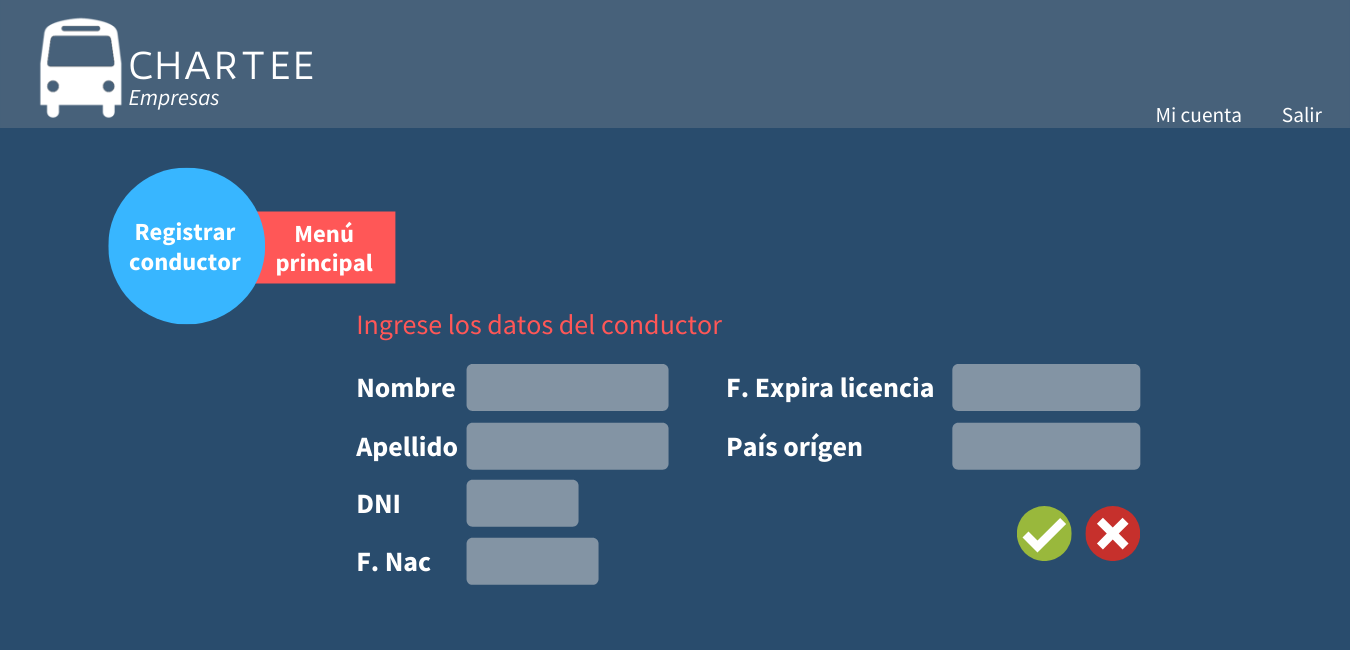 CHARTEE
Empresas
Mi cuenta
Salir
Registrar
conductor
Menú
principal
Ingrese los datos del conductor
Nombre
F. Expira licencia
Apellido
País orígen
DNI
F. Nac